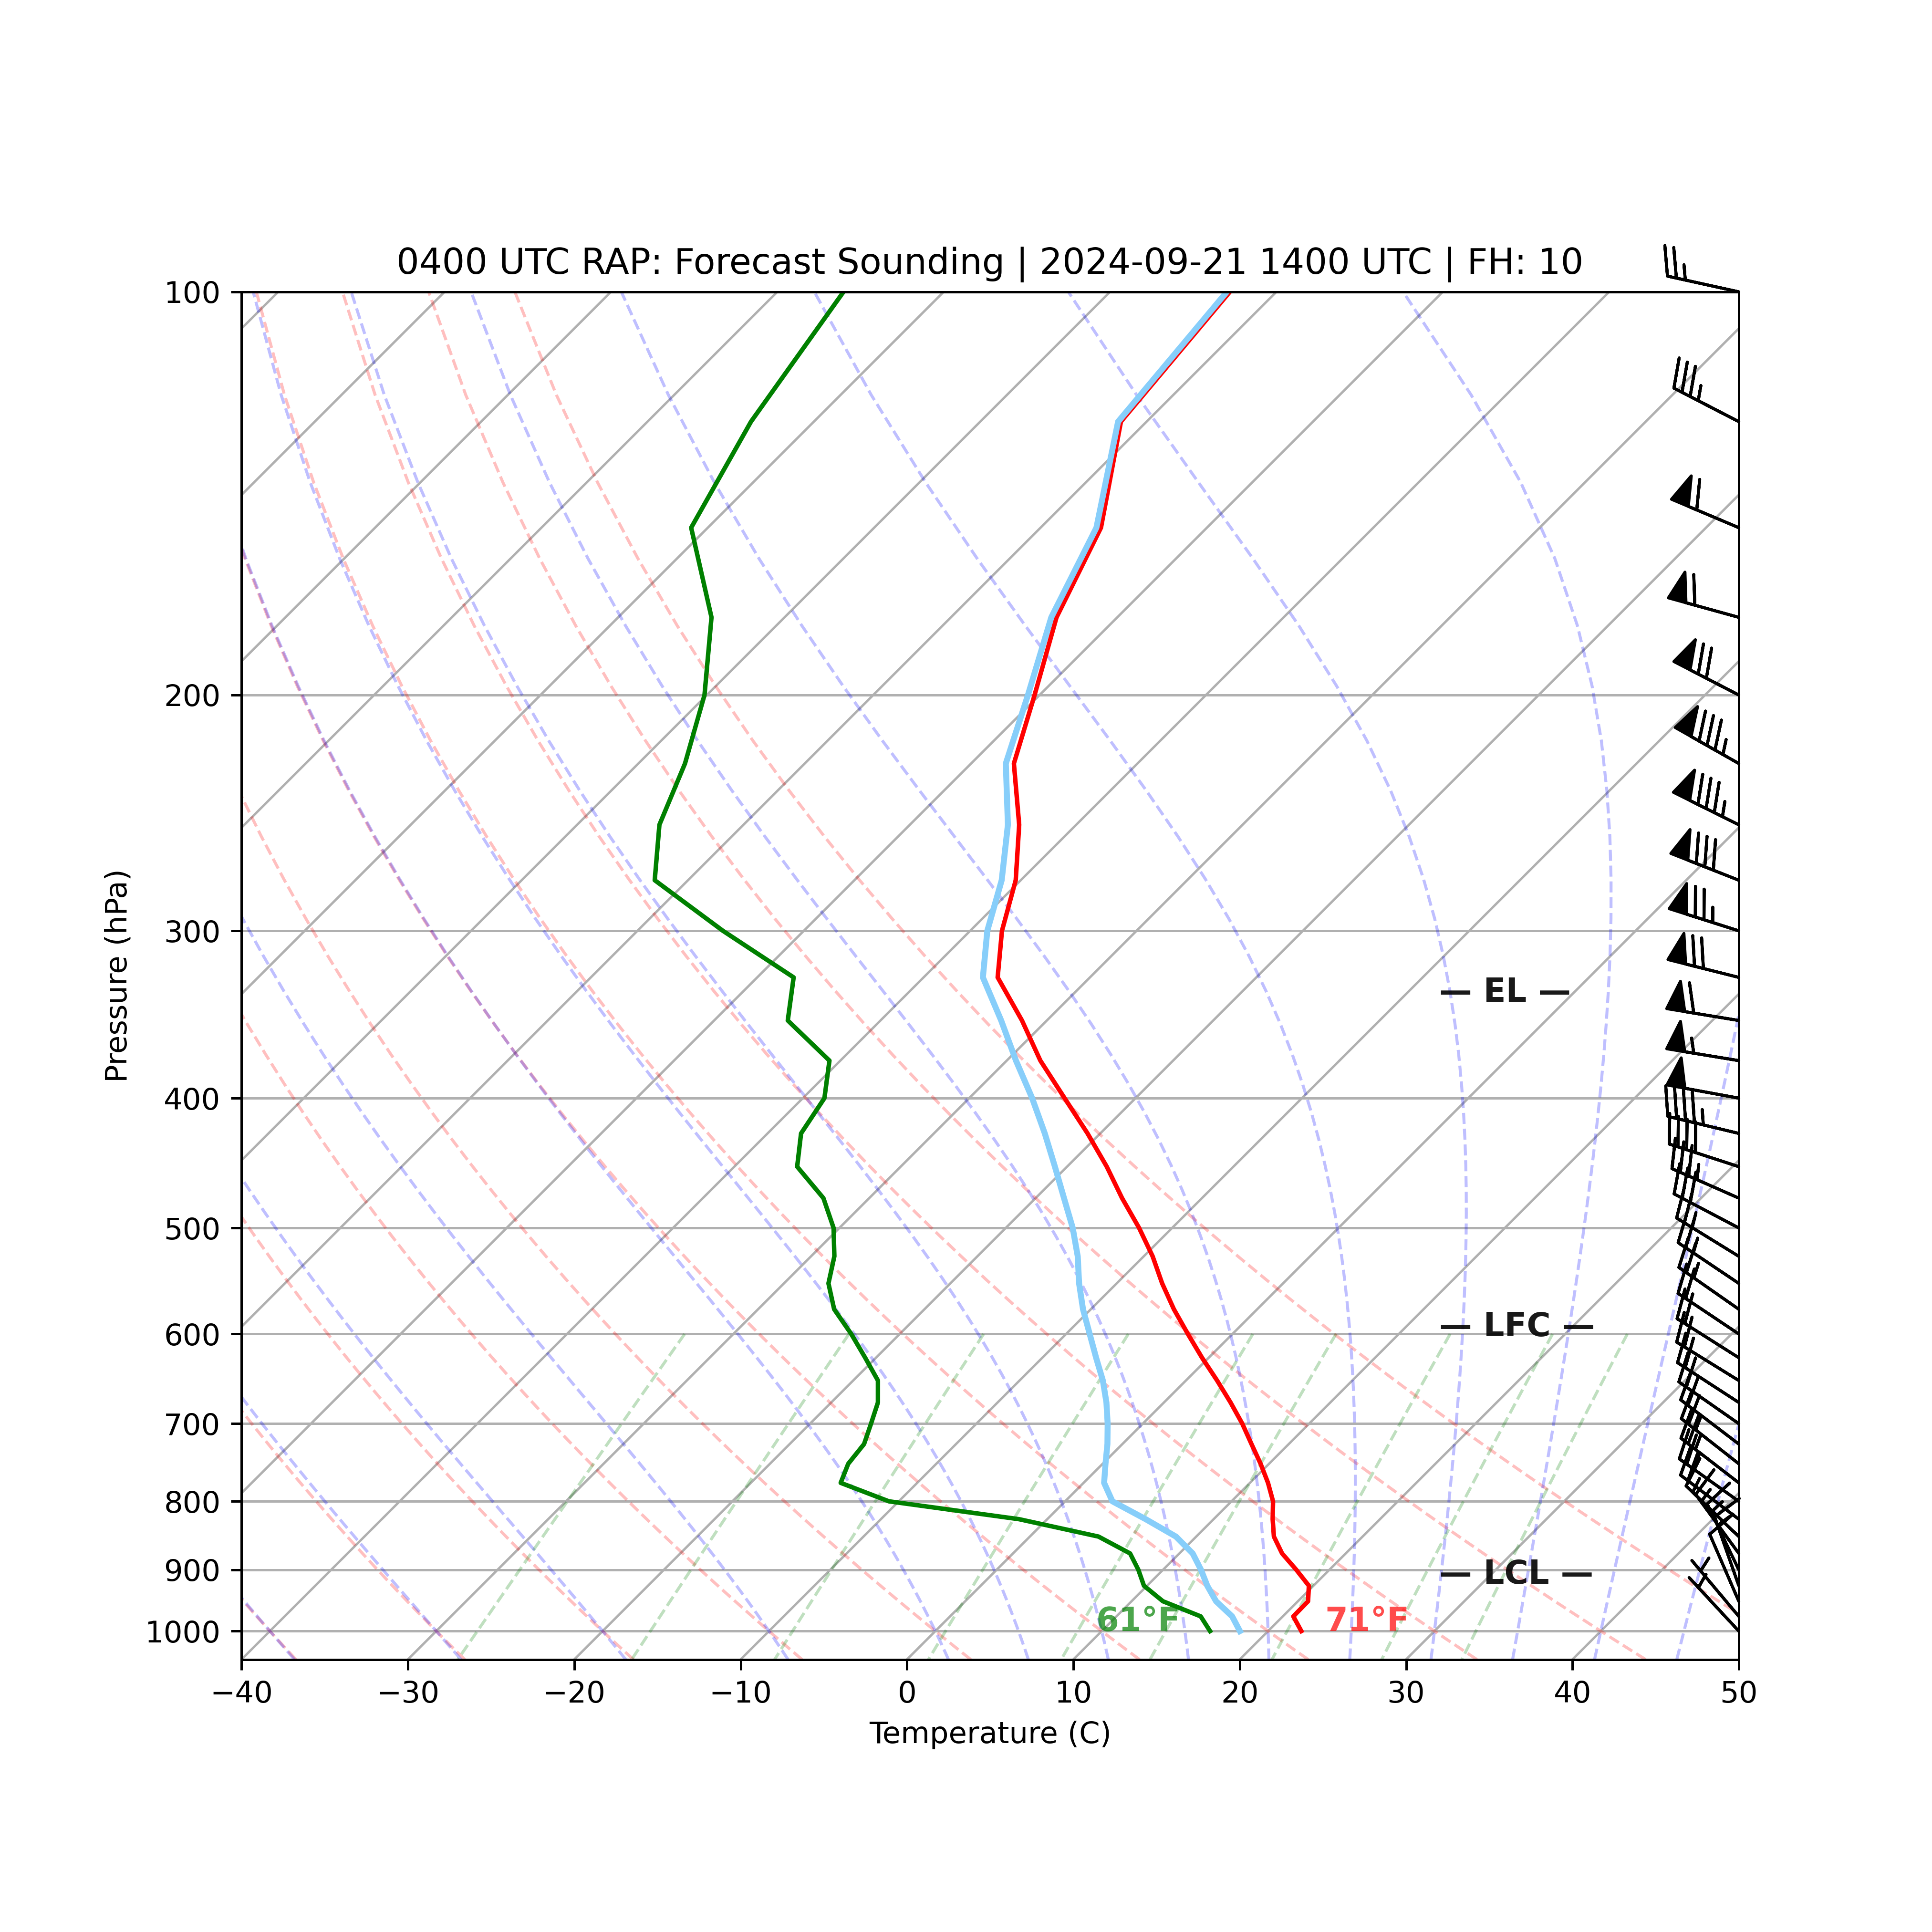 0400 UTC RAP: Forecast Sounding | 2024-09-21 1400 UTC | FH: 10
100
200
300
— EL —
Pressure (hPa)
400
500
600
— LFC —
700
800
900
— LCL —
61°F
71°F
1000
−40 −30 −20 −10 0 10 20 30 40 50
Temperature (C)